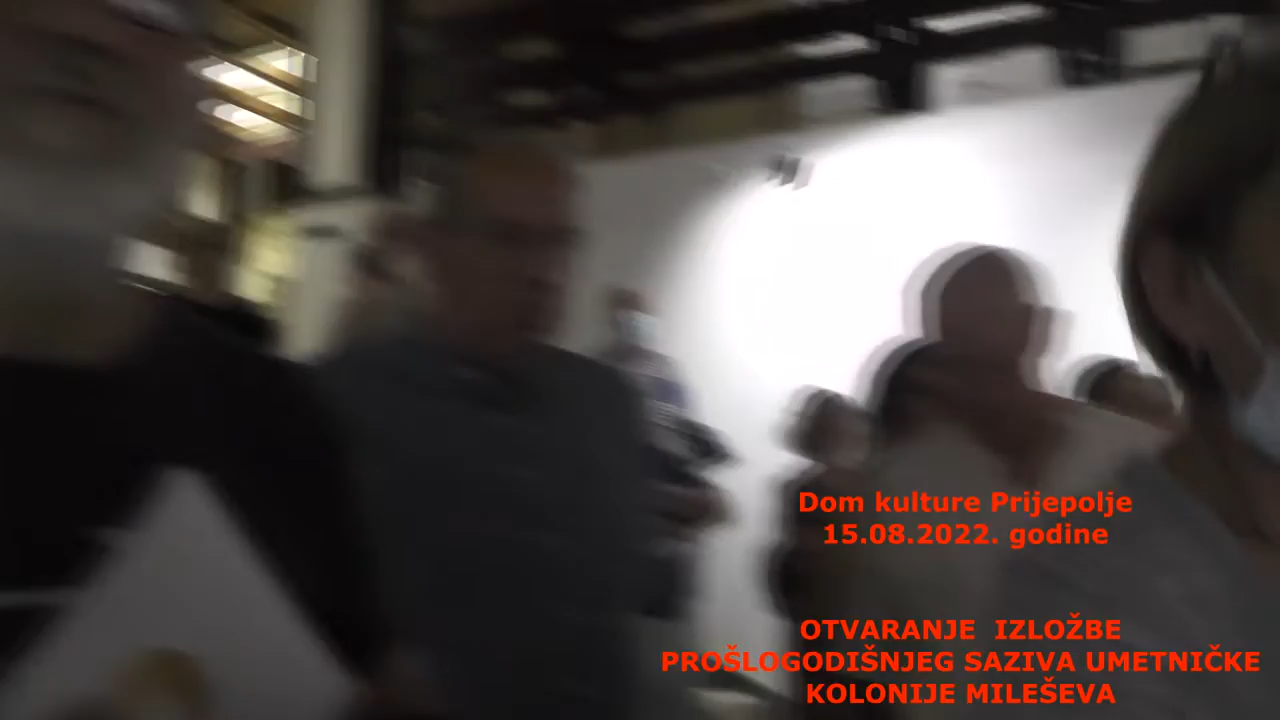 Dom kulture Prijepolje
15.08.2022. godine
OTVARANJE IZLOŽBE
PROŠLOGODIŠNJEG SAZIVA UMETNIČKE
KOLONIJE MILEŠEVA